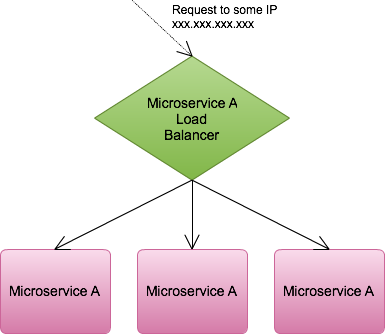 Request to some IP
xxx.xxx.xxx.xxx
Microservice A
Load
Balancer
Microservice A
Microservice A
Microservice A